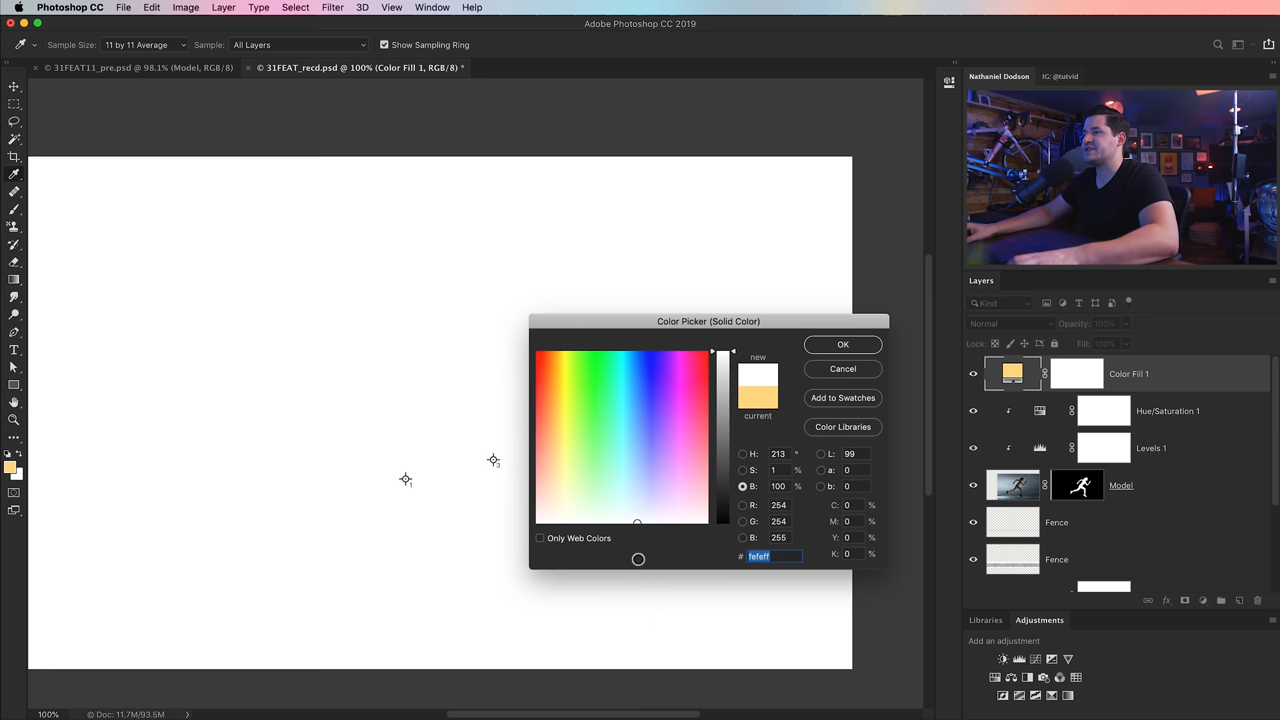 Photoshop CC File Edit Image Layer Type Select Filter 3D View Window Help
Adobe Photoshop CC 2019
Sample Size: 11 by 11 Average Sample: All Layers Show Sampling Ring
× © 31FEAT11_pre.psd @ 98.1% (Model, RGB/8) × © 31FEAT_recd.psd @ 100% (Color Fill 1, RGB/8) *
Nathaniel Dodson IG: @tutvid
Layers
Kind
Normal Opacity: 100%
Lock: Fill: 100%
Color Fill 1
Hue/Saturation 1
Levels 1
Model
Fence
Fence
Libraries Adjustments
Add an adjustment
1
3
Color Picker (Solid Color)
new
current
OK
Cancel
Add to Swatches
Color Libraries
H: 213 ° L: 99
S: 1 % a: 0
B: 100 % b: 0
R: 254 C: 0 %
G: 254 M: 0 %
B: 255 Y: 0 %
# fefeff K: 0 %
Only Web Colors
100% © Doc: 11.7M/93.5M